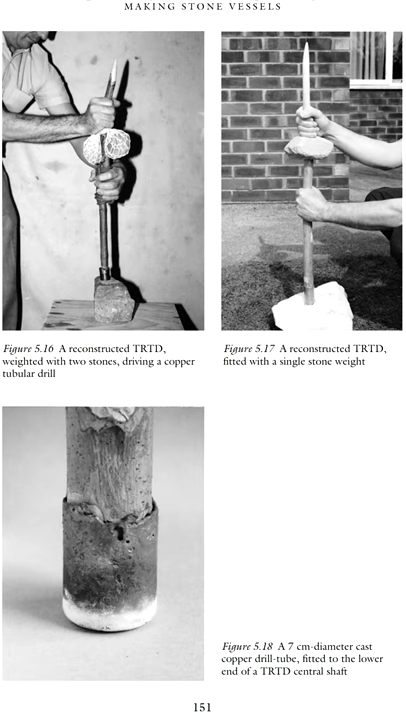 MAKING STONE VESSELS
Figure 5.16 A reconstructed TRTD,
weighted with two stones, driving a copper
tubular drill
Figure 5.17 A reconstructed TRTD,
fitted with a single stone weight
Figure 5.18 A 7 cm-diameter cast
copper drill-tube, fitted to the lower
end of a TRTD central shaft
151